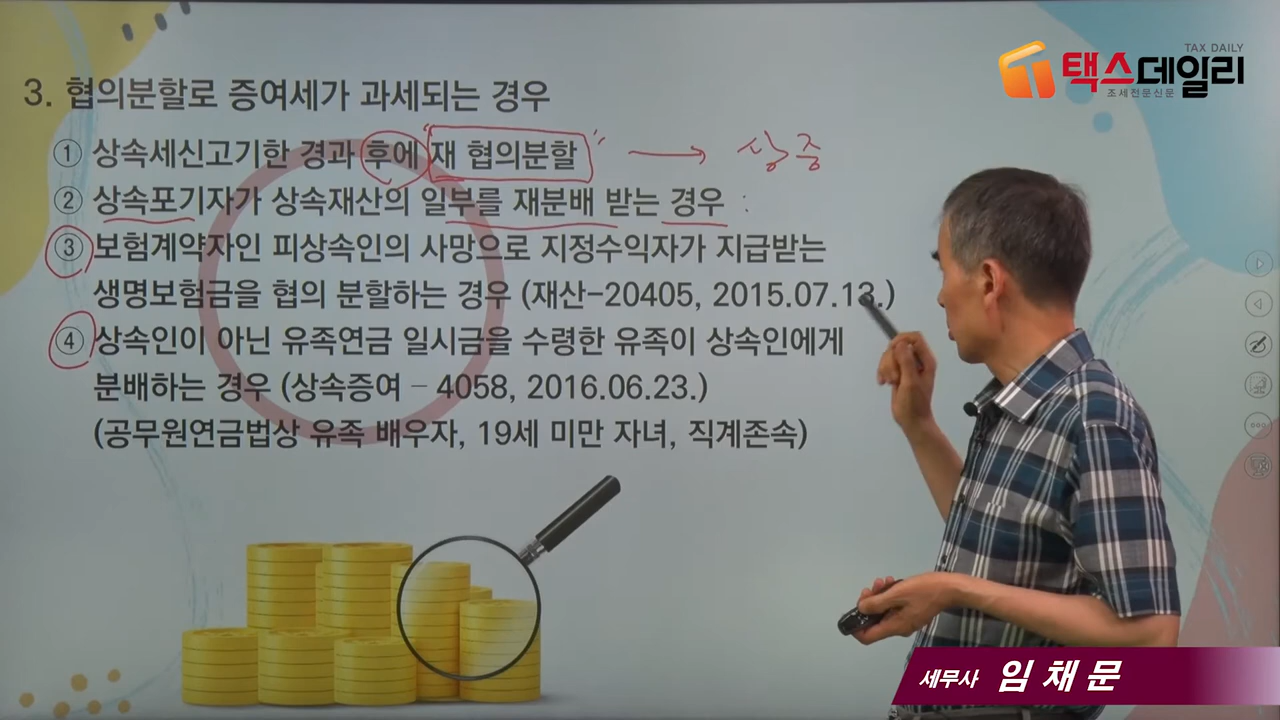 TAX DAILY
택스데일리
조세전문신문
3. 협의분할로 증여세가 과세되는 경우
① 상속세신고기한 경과 후에 "재 협의분할" → 상증
② 상속포기자가 상속재산의 일부를 재분배 받는 경우 :
③ 보험계약자인 피상속인의 사망으로 지정수익자가 지급받는
생명보험금을 협의 분할하는 경우 (재산-20405, 2015.07.13.)
④ 상속인이 아닌 유족연금 일시금을 수령한 유족이 상속인에게
분배하는 경우 (상속증여 – 4058, 2016.06.23.)
(공무원연금법상 유족 배우자, 19세 미만 자녀, 직계존속)
세무사 임 채 문